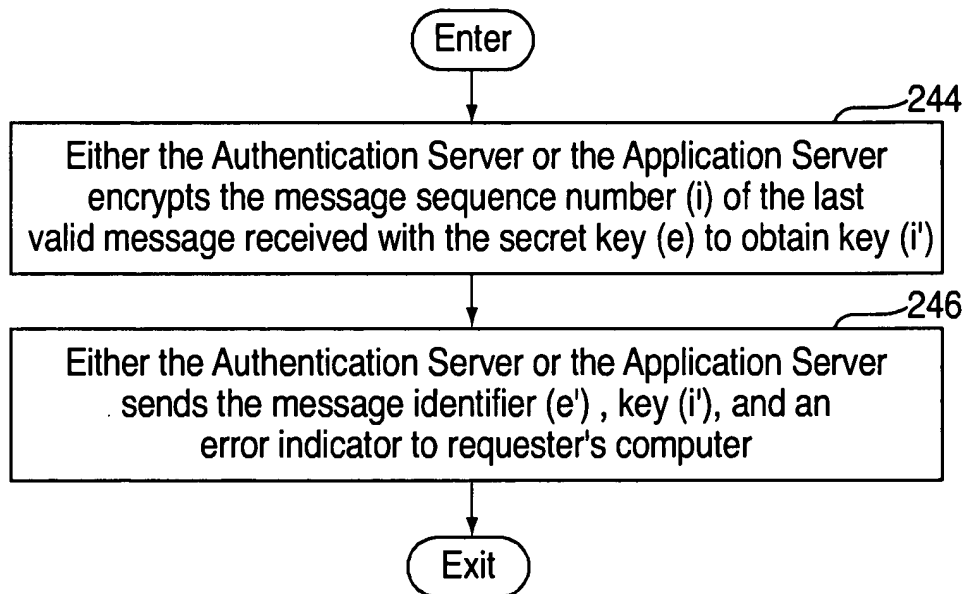 Enter
244
Either the Authentication Server or the Application Server
encrypts the message sequence number (i) of the last
valid message received with the secret key (e) to obtain key (i')
246
Either the Authentication Server or the Application Server
sends the message identifier (e') , key (i'), and an
error indicator to requester's computer
Exit